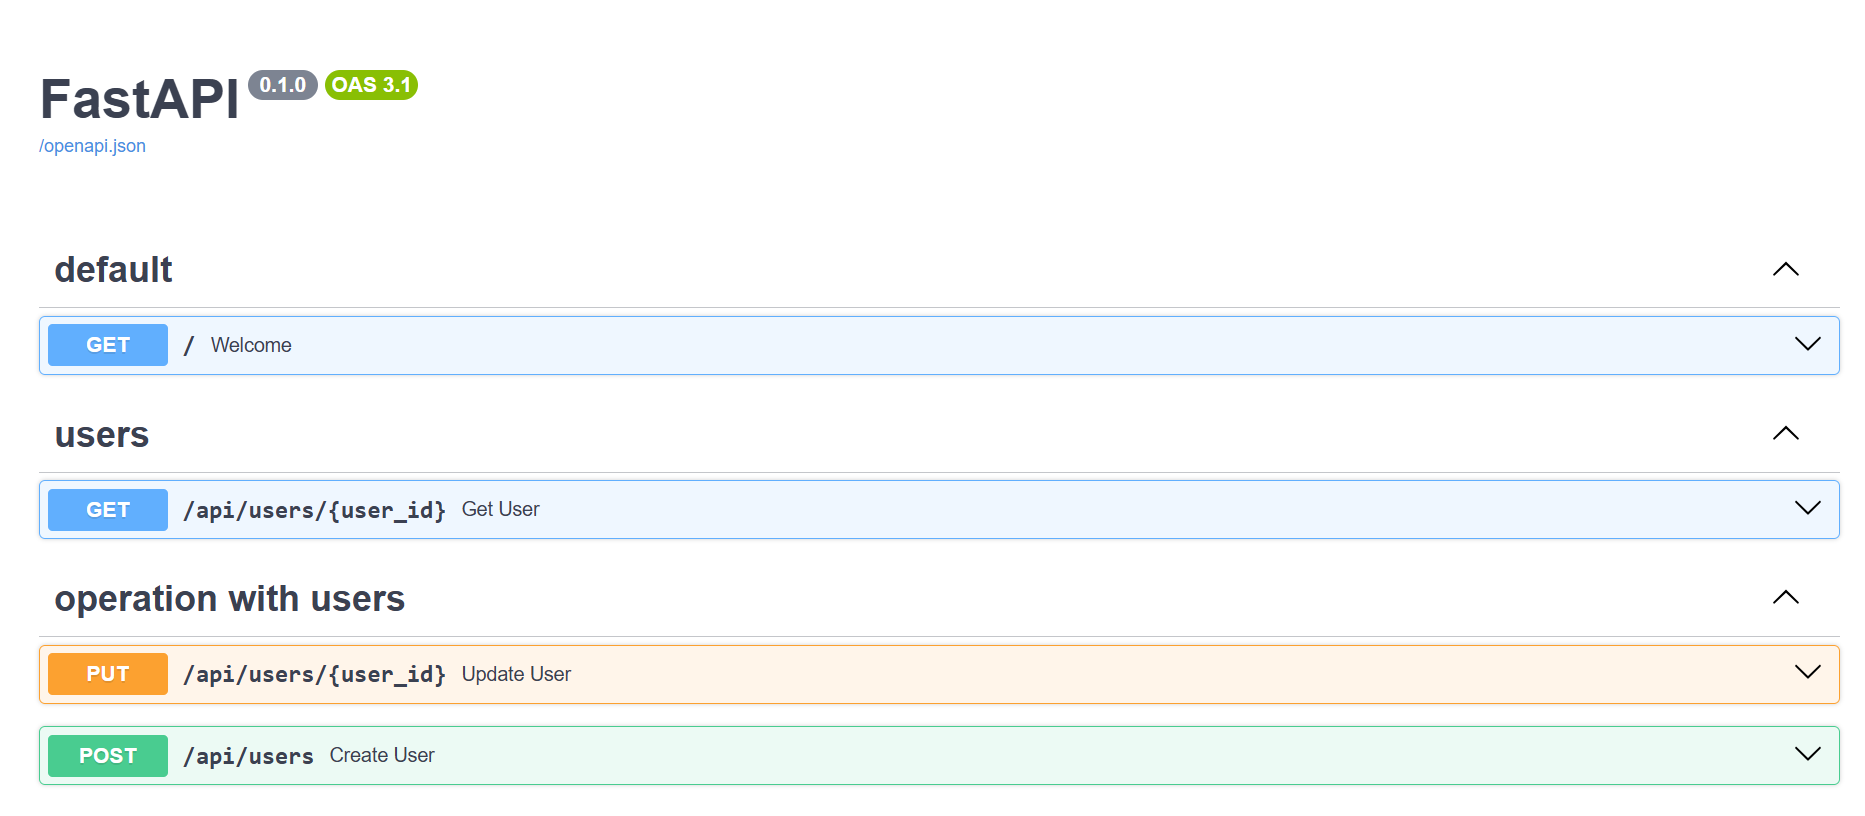 FastAPI 0.1.0 OAS 3.1
/openapi.json
default
GET / Welcome
users
GET /api/users/{user_id} Get User
operation with users
PUT /api/users/{user_id} Update User
POST /api/users Create User